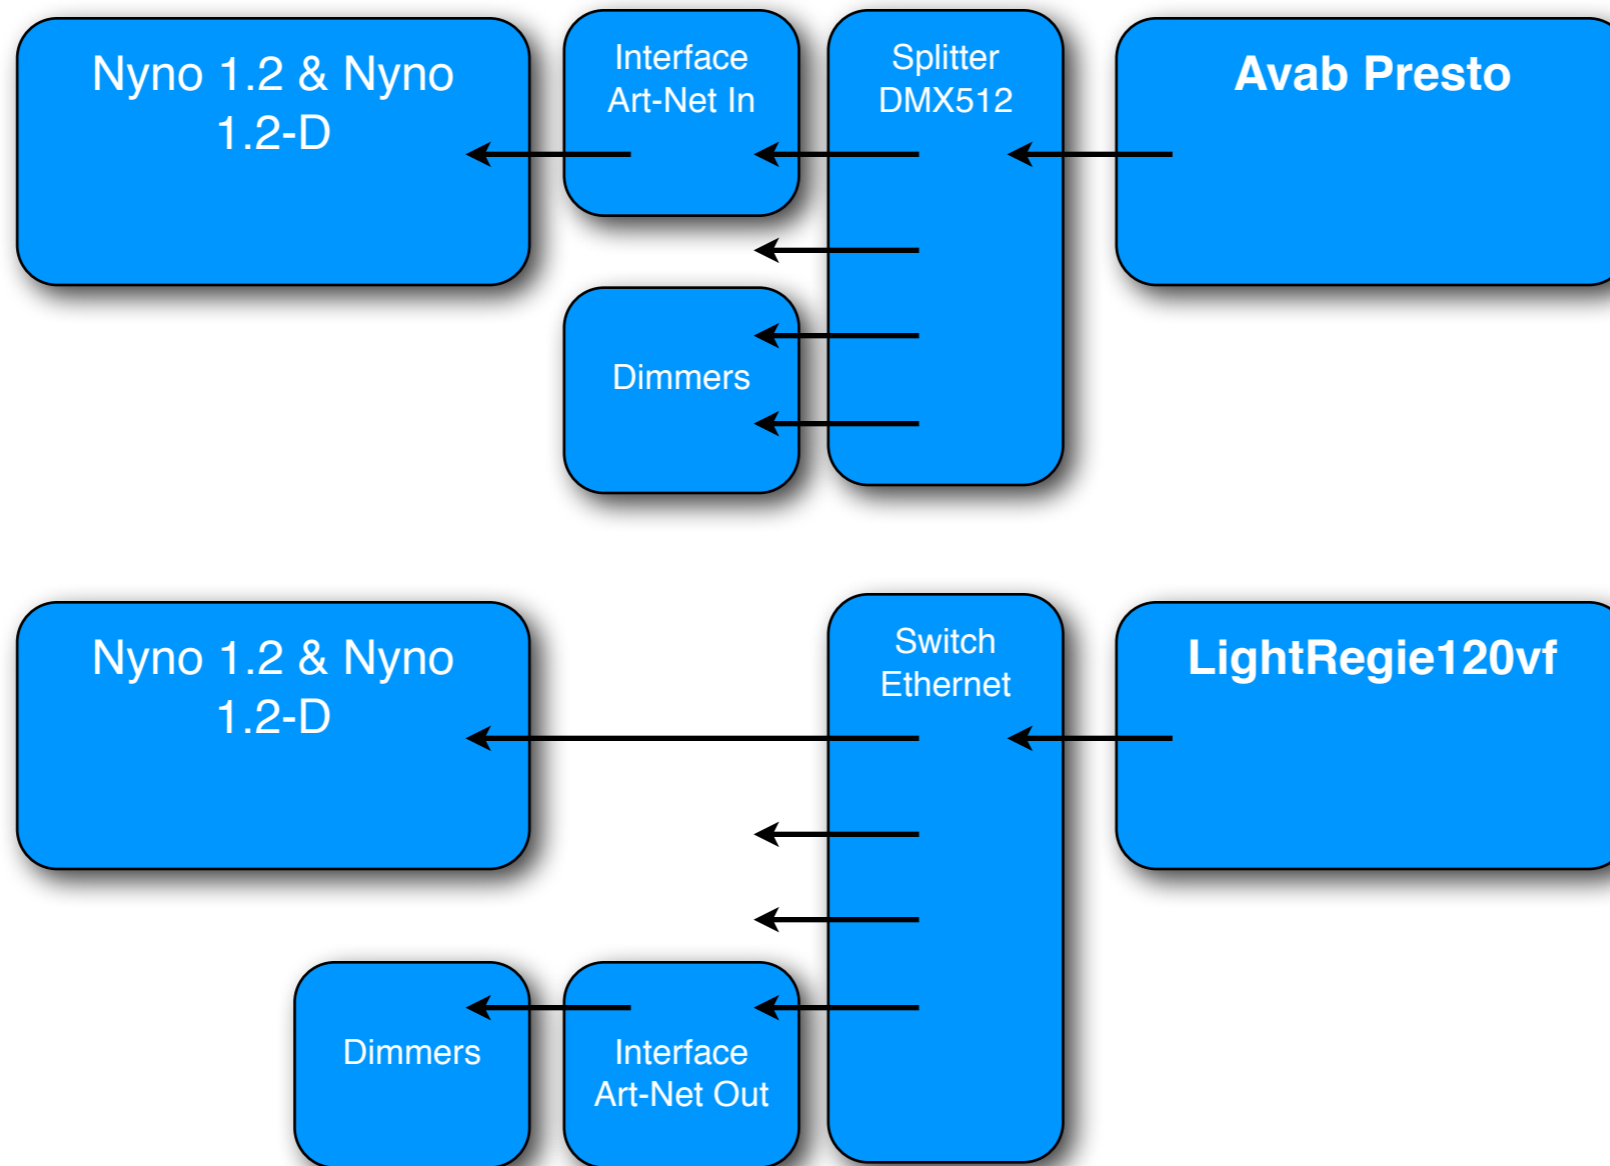 Nyno 1.2 & Nyno
1.2-D
Interface
Art-Net In
Splitter
DMX512
Avab Presto
Dimmers
Nyno 1.2 & Nyno
1.2-D
Switch
Ethernet
LightRegie120vf
Dimmers
Interface
Art-Net Out